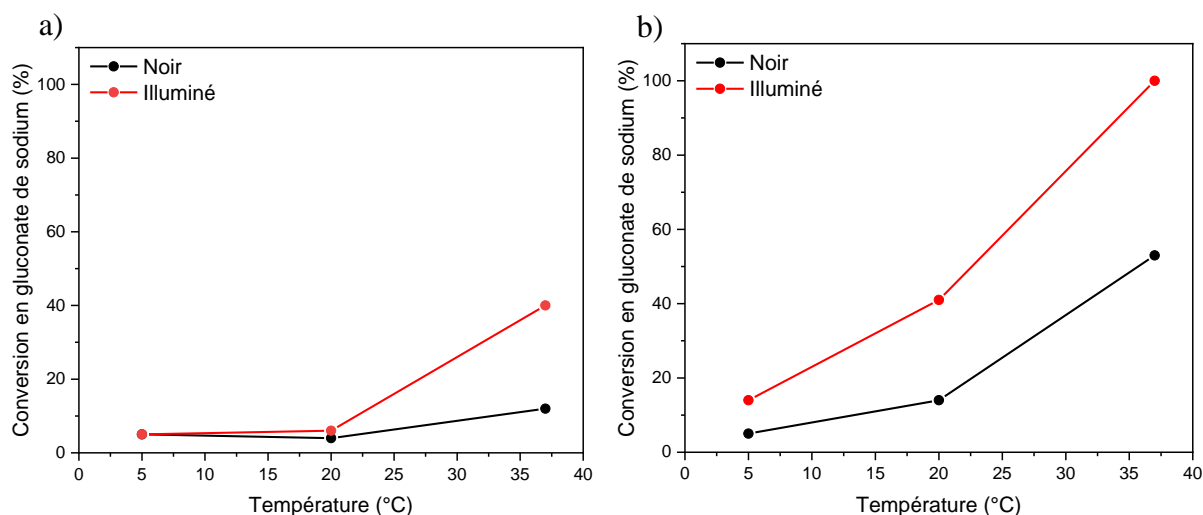 a)
Noir
Illuminé
Conversion en gluconate de sodium (%)
100
80
60
40
20
0
0 5 10 15 20 25 30 35 40
Température (°C)
b)
Noir
Illuminé
Conversion en gluconate de sodium (%)
100
80
60
40
20
0
0 5 10 15 20 25 30 35 40
Température (°C)